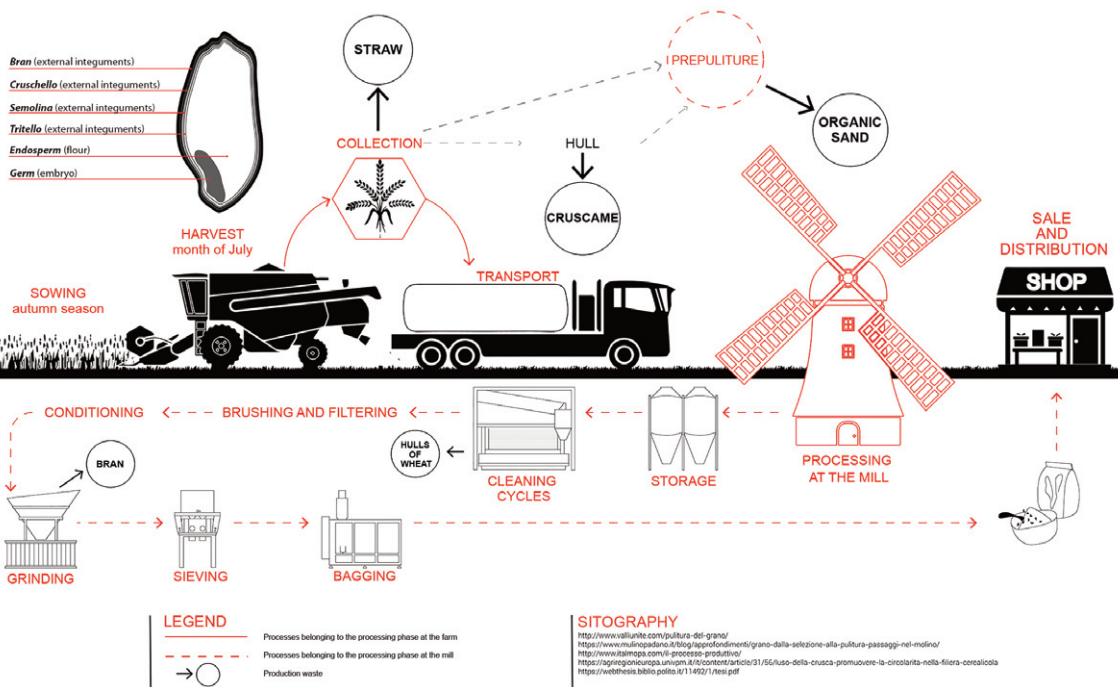 Bran (external integuments)
Cruschello (external integuments)
Semolina (external integuments)
Tritello (external integuments)
Endosperm (flour)
Germ (embryo)
STRAW
PREPULITURE
ORGANIC
SAND
COLLECTION
HULL
CRUSCAME
HARVEST
month of July
SOWING
autumn season
TRANSPORT
SALE
AND
DISTRIBUTION
SHOP
CONDITIONING
BRUSHING AND FILTERING
BRAN
HULLS
OF
WHEAT
CLEANING
CYCLES
STORAGE
PROCESSING
AT THE MILL
GRINDING
SIEVING
BAGGING
LEGEND
Processes belonging to the processing phase at the farm
Processes belonging to the processing phase at the mill
Production waste
SITOGRAPHY
http://www.valliunite.com/pulitura-del-grano/
https://www.mulinopadano.it/blog/approfondimenti/grano-dalla-selezione-alla-pulitura-passaggi-nel-molino/
http://www.italmopa.com/il-processo-produttivo/
https://agriregionieuropa.univpm.it/it/content/article/31/56/luso-della-crusca-promuovere-la-circolarita-nella-filiera-cerealicola
https://webthesis.biblio.polito.it/11492/1/tesi.pdf